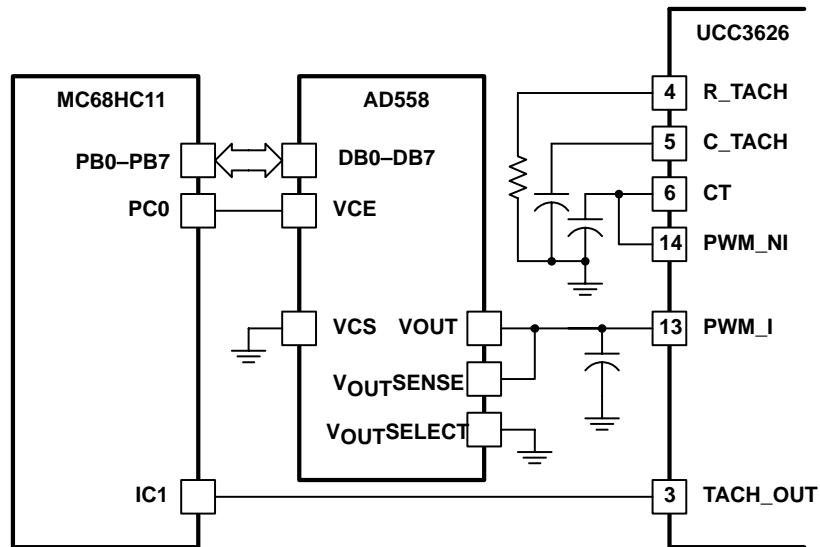 UCC3626
MC68HC11
AD558
4 R_TACH
5 C_TACH
PB0–PB7
DB0–DB7
6 CT
PC0
VCE
14 PWM_NI
VCS
VOUT
13 PWM_I
VOUTSENSE
VOUTSELECT
IC1
3 TACH_OUT